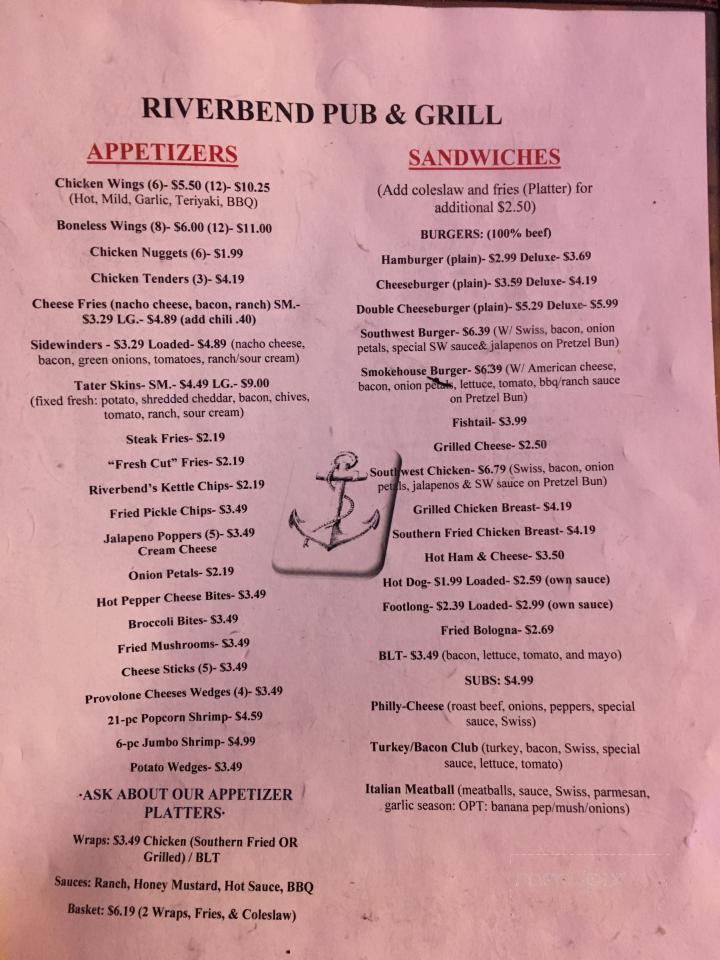 RIVERBEND PUB & GRILL
APPETIZERS
Chicken Wings (6)- $5.50 (12)- $10.25
(Hot, Mild, Garlic, Teriyaki, BBQ)
Boneless Wings (8)- $6.00 (12)- $11.00
Chicken Nuggets (6)- $1.99
Chicken Tenders (3)- $4.19
Cheese Fries (nacho cheese, bacon, ranch) SM.-
$3.29 LG.- $4.89 (add chili .40)
Sidewinders - $3.29 Loaded- $4.89 (nacho cheese,
bacon, green onions, tomatoes, ranch/sour cream)
Tater Skins- SM.- $4.49 LG.- $9.00
(fixed fresh: potato, shredded cheddar, bacon, chives,
tomato, ranch, sour cream)
Steak Fries- $2.19
“Fresh Cut” Fries- $2.19
Riverbend's Kettle Chips- $2.19
Fried Pickle Chips- $3.49
Jalapeno Poppers (5)- $3.49
Cream Cheese
Onion Petals- $2.19
Hot Pepper Cheese Bites- $3.49
Broccoli Bites- $3.49
Fried Mushrooms- $3.49
Cheese Sticks (5)- $3.49
Provolone Cheeses Wedges (4)- $3.49
21-pc Popcorn Shrimp- $4.59
6-pc Jumbo Shrimp- $4.99
Potato Wedges- $3.49
·ASK ABOUT OUR APPETIZER
PLATTERS·
Wraps: $3.49 Chicken (Southern Fried OR
Grilled) / BLT
Sauces: Ranch, Honey Mustard, Hot Sauce, BBQ
Basket: $6.19 (2 Wraps, Fries, & Coleslaw)
SANDWICHES
(Add coleslaw and fries (Platter) for
additional $2.50)
BURGERS: (100% beef)
Hamburger (plain)- $2.99 Deluxe- $3.69
Cheeseburger (plain)- $3.59 Deluxe- $4.19
Double Cheeseburger (plain)- $5.29 Deluxe- $5.99
Southwest Burger- $6.39 (W/ Swiss, bacon, onion
petals, special SW sauce& jalapenos on Pretzel Bun)
Smokehouse Burger- $6.39 (W/ American cheese,
bacon, onion petals, lettuce, tomato, bbq/ranch sauce
on Pretzel Bun)
Fishtail- $3.99
Grilled Cheese- $2.50
Southwest Chicken- $6.79 (Swiss, bacon, onion
petals, jalapenos & SW sauce on Pretzel Bun)
Grilled Chicken Breast- $4.19
Southern Fried Chicken Breast- $4.19
Hot Ham & Cheese- $3.50
Hot Dog- $1.99 Loaded- $2.59 (own sauce)
Footlong- $2.39 Loaded- $2.99 (own sauce)
Fried Bologna- $2.69
BLT- $3.49 (bacon, lettuce, tomato, and mayo)
SUBS: $4.99
Philly-Cheese (roast beef, onions, peppers, special
sauce, Swiss)
Turkey/Bacon Club (turkey, bacon, Swiss, special
sauce, lettuce, tomato)
Italian Meatball (meatballs, sauce, Swiss, parmesan,
garlic season: OPT: banana pep/mush/onions)